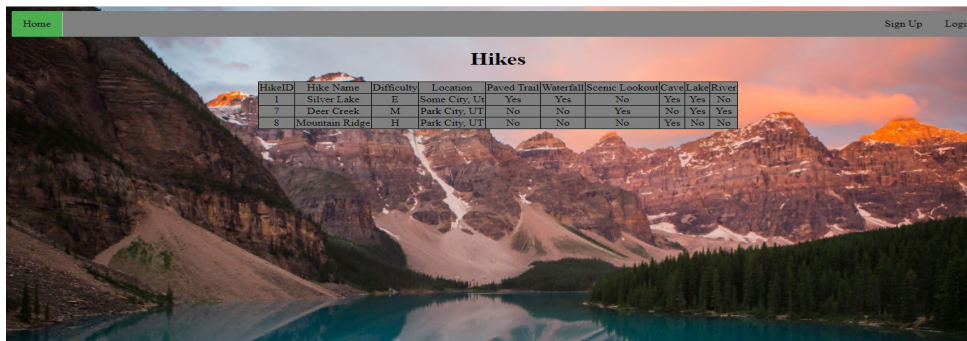 Home Sign Up Logi
Hikes
HikeID Hike Name Difficulty Location Paved Trail Waterfall Scenic Lookout Cave Lake River
1 Silver Lake E Some City, Ut Yes Yes No Yes Yes No
7 Deer Creek M Park City, UT No No Yes No Yes Yes
8 Mountain Ridge H Park City, UT No No No Yes No No